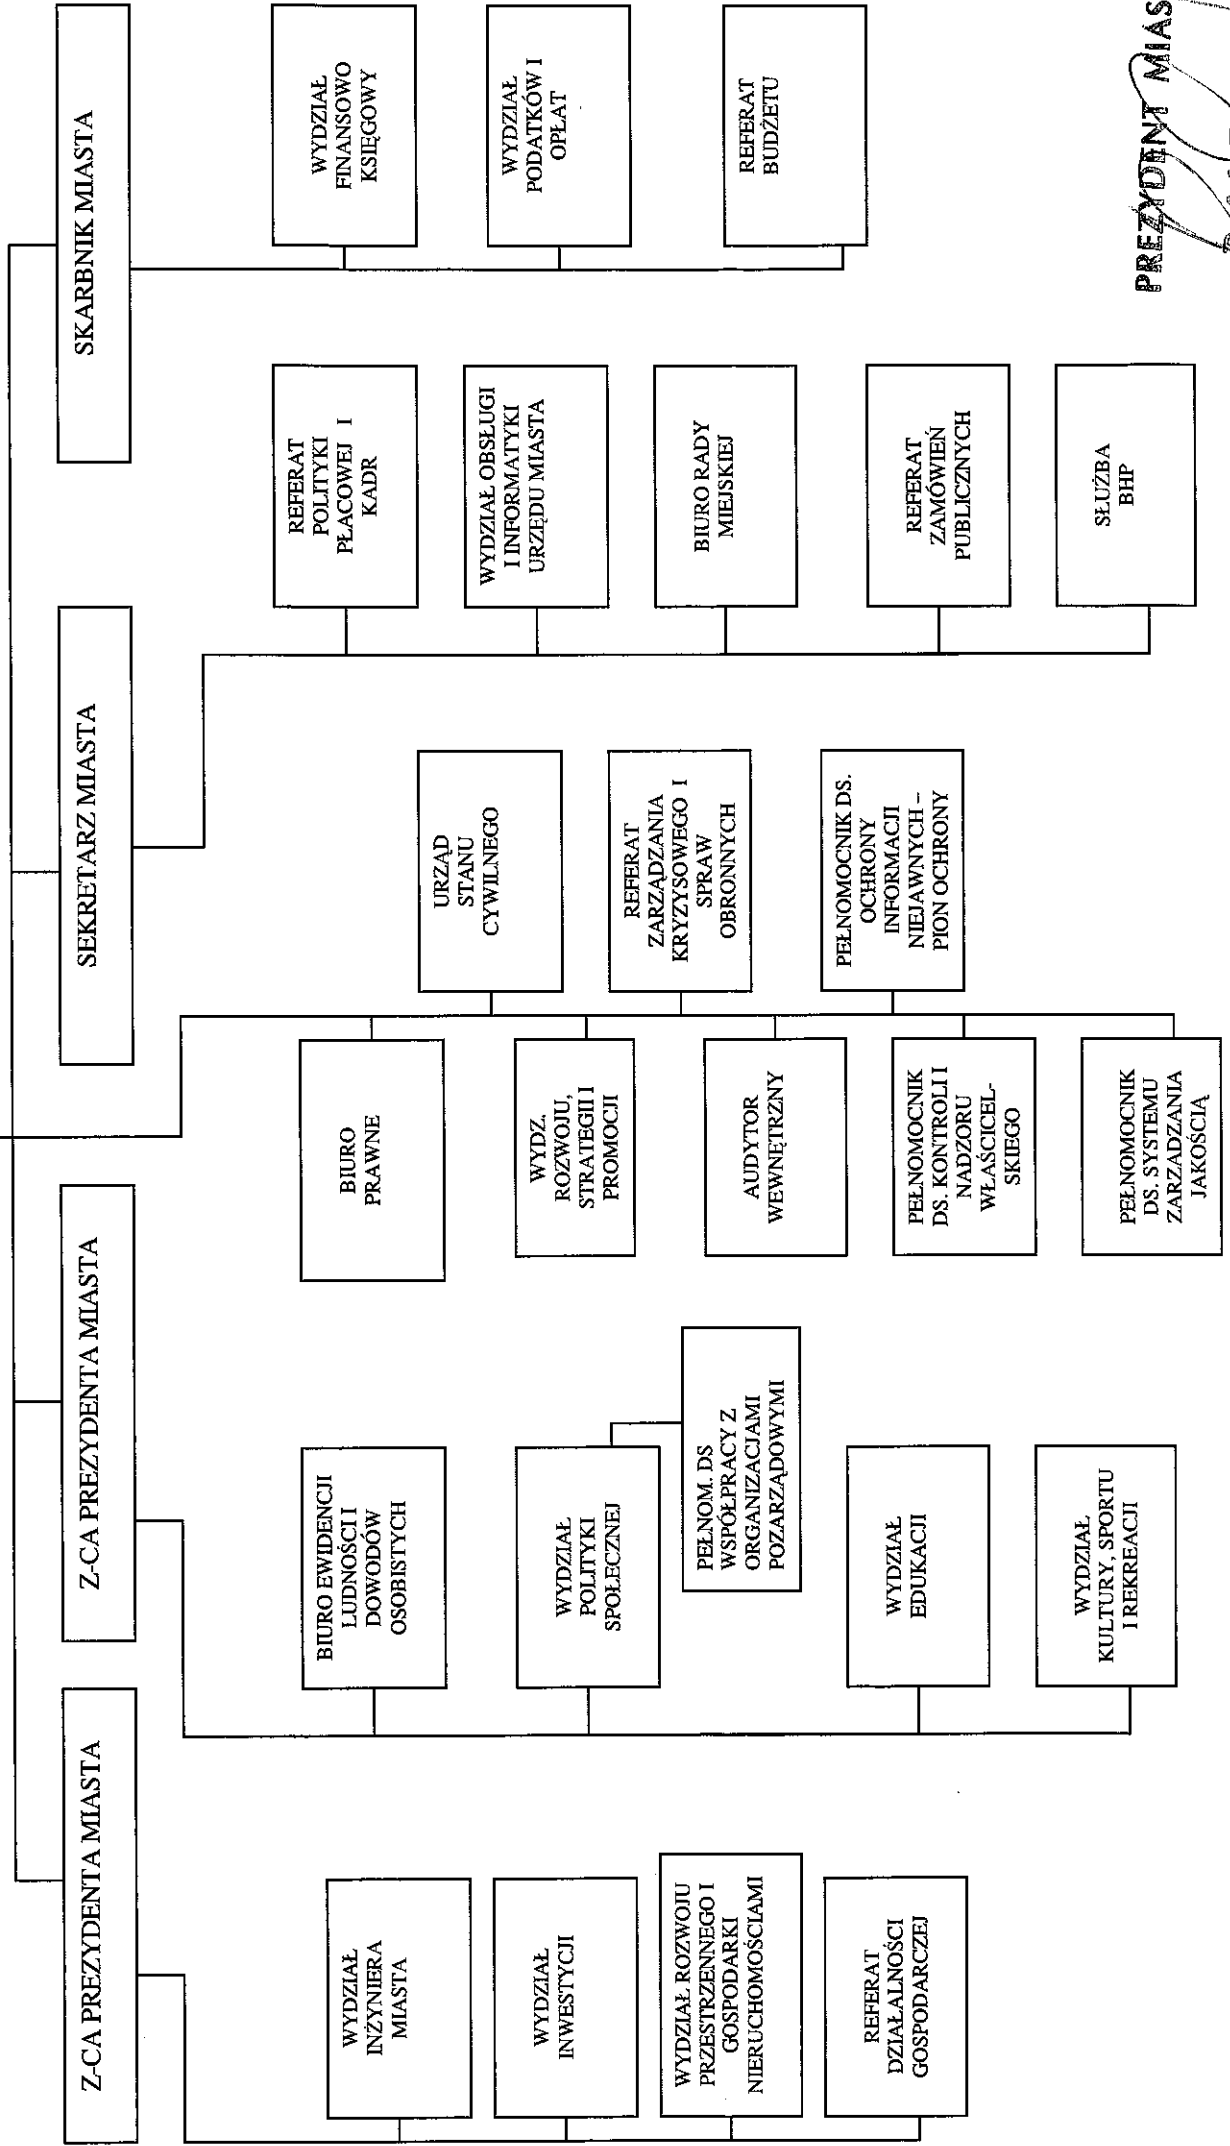 Z-CA PREZYDENTA MIASTA
WYDZIAŁ
INŻYNIERA
MIASTA
WYDZIAŁ
INWESTYCJI
WYDZIAŁ ROZWOJU
PRZESTRZENNEGO I
GOSPODARKI
NIERUCHOMOŚCIAMI
REFERAT
DZIAŁALNOŚCI
GOSPODARCZEJ
Z-CA PREZYDENTA MIASTA
BIURO EWIDENCJI
LUDNOŚCI I
DOWODÓW
OSOBISTYCH
WYDZIAŁ
POLITYKI
SPOŁECZNEJ
PEŁNOM. DS
WSPÓŁPRACY Z
ORGANIZACJAMI
POZARZĄDOWYMI
WYDZIAŁ
EDUKACJI
WYDZIAŁ
KULTURY, SPORTU
I REKREACJI
BIURO
PRAWNE
WYDZ.
ROZWOJU,
STRATEGII I
PROMOCJI
AUDYTOR
WEWNĘTRZNY
PEŁNOMOCNIK
DS. KONTROLI I
NADZORU
WŁAŚCICIEL-
SKIEGO
PEŁNOMOCNIK
DS. SYSTEMU
ZARZADZANIA
JAKOŚCIĄ
URZĄD
STANU
CYWILNEGO
REFERAT
ZARZĄDZANIA
KRYZYSOWEGO I
SPRAW
OBRONNYCH
PEŁNOMOCNIK DS.
OCHRONY
INFORMACJI
NIEJAWNYCH –
PION OCHRONY
SEKRETARZ MIASTA
REFERAT
POLITYKI
PŁACOWEJ I
KADR
WYDZIAŁ OBSŁUGI
I INFORMATYKI
URZĘDU MIASTA
BIURO RADY
MIEJSKIEJ
REFERAT
ZAMÓWIEŃ
PUBLICZNYCH
SŁUŻBA
BHP
SKARBNIK MIASTA
WYDZIAŁ
FINANSOWO
KSIĘGOWY
WYDZIAŁ
PODATKÓW I
OPŁAT
REFERAT
BUDŻETU
PREZYDENT MIAS